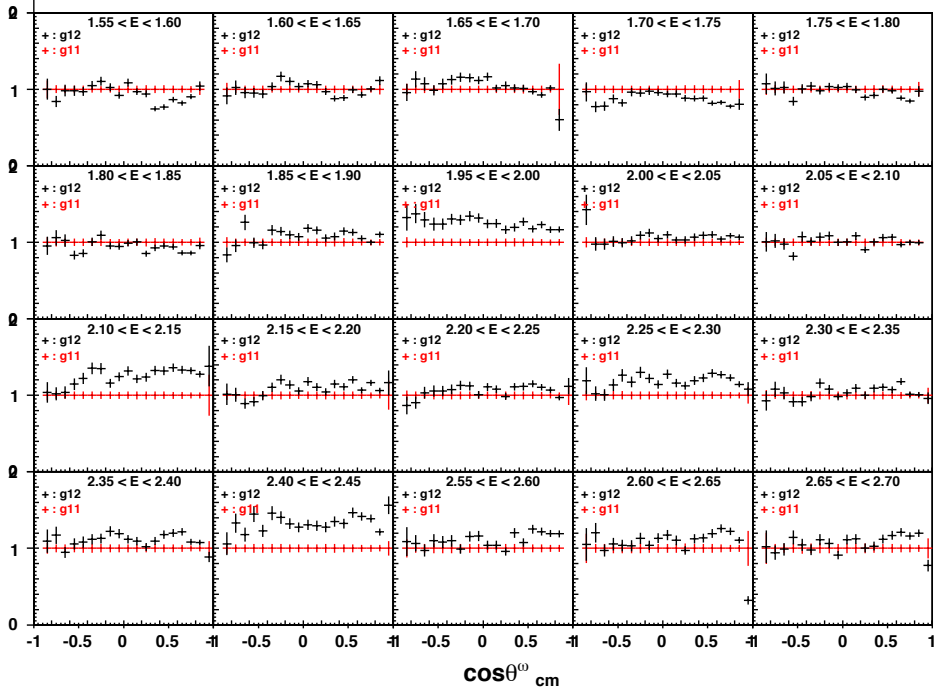 2 1.55 < E < 1.60 1.60 < E < 1.65 1.65 < E < 1.70 1.70 < E < 1.75 1.75 < E < 1.80
+ : g12 + : g12 + : g12 + : g12 + : g12
+ : g11 + : g11 + : g11 + : g11 + : g11
1
2 1.80 < E < 1.85 1.85 < E < 1.90 1.95 < E < 2.00 2.00 < E < 2.05 2.05 < E < 2.10
+ : g12 + : g12 + : g12 + : g12 + : g12
+ : g11 + : g11 + : g11 + : g11 + : g11
1
2.10 < E < 2.15 2.15 < E < 2.20 2.20 < E < 2.25 2.25 < E < 2.30 2.30 < E < 2.35
+ : g12 + : g12 + : g12 + : g12 + : g12
+ : g11 + : g11 + : g11 + : g11 + : g11
1
2.35 < E < 2.40 2.40 < E < 2.45 2.55 < E < 2.60 2.60 < E < 2.65 2.65 < E < 2.70
+ : g12 + : g12 + : g12 + : g12 + : g12
+ : g11 + : g11 + : g11 + : g11 + : g11
1
0
-1 -0.5 0 0.5 -1 -0.5 0 0.5 -1 -0.5 0 0.5 -1 -0.5 0 0.5 -1 -0.5 0 0.5 1
cosθ^ω cm